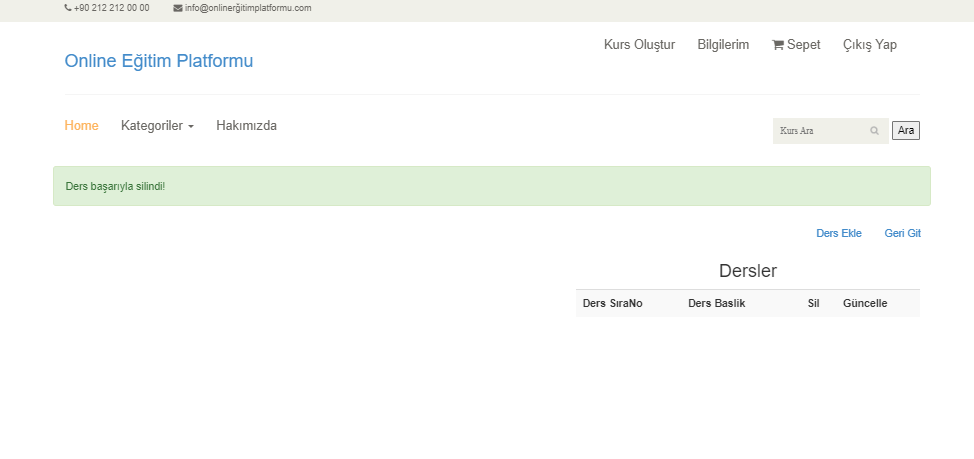 +90 212 212 00 00 info@onlinerğitimplatformu.com
Kurs Oluştur Bilgilerim Sepet Çıkış Yap
Online Eğitim Platformu
Home Kategoriler Hakımızda Kurs Ara Ara
Ders başarıyla silindi!
Ders Ekle Geri Git
Dersler
Ders SıraNo Ders Baslik Sil Güncelle